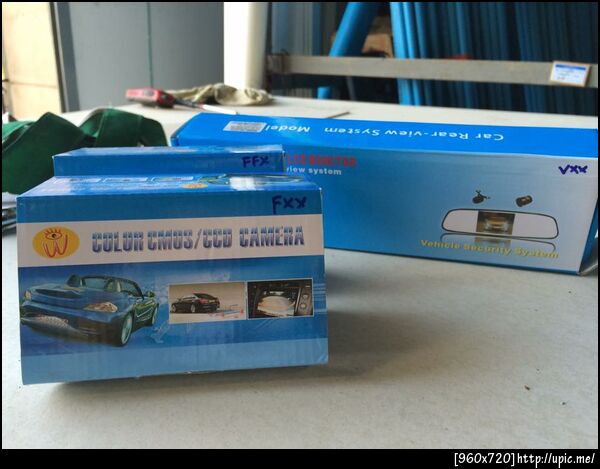 Car Rear-view System Model
LCD MONITOR
view system
FFX
VXX
FXX
COLOR CMOS/CCD CAMERA
Vehicle Security System
[960x720]http://upic.me/